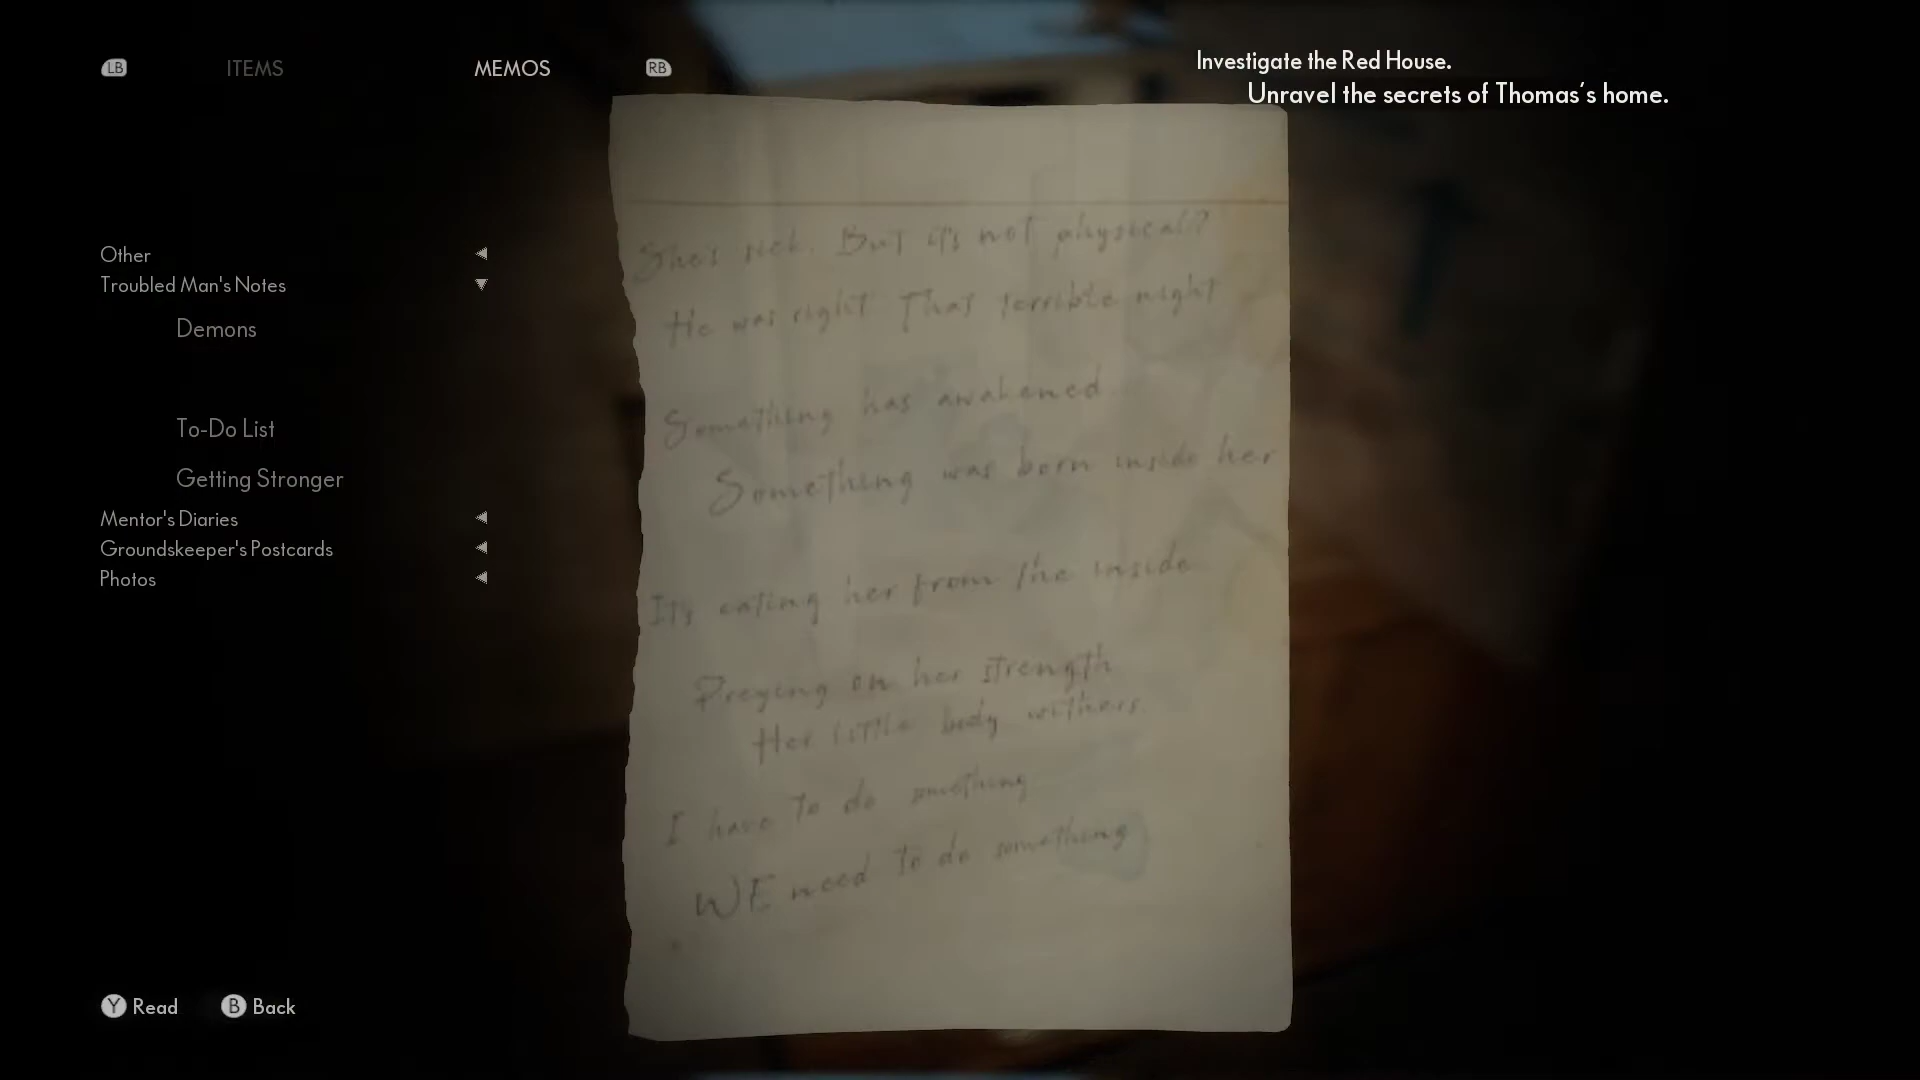 LB
ITEMS
MEMOS
RB
Investigate the Red House.
Unravel the secrets of Thomas's home.
Other
Troubled Man's Notes
Demons
To-Do List
Getting Stronger
Mentor's Diaries
Groundskeeper's Postcards
Photos
She's sick. But it's not physical?
He was right That terrible night
Something has awakened
Something was born inside her
It's eating her from the inside
Preying on her strength
Her little body withers
I have to do something
WE need to do something
Y Read
B Back